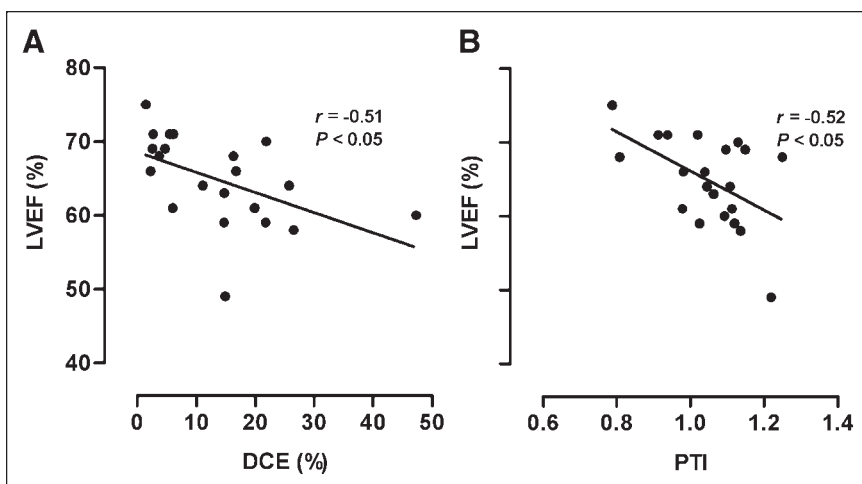 A
B
80
70
60
50
40
LVEF (%)
r = -0.51
P < 0.05
0 10 20 30 40 50
DCE (%)
LVEF (%)
r = -0.52
P < 0.05
0.6 0.8 1.0 1.2 1.4
PTI